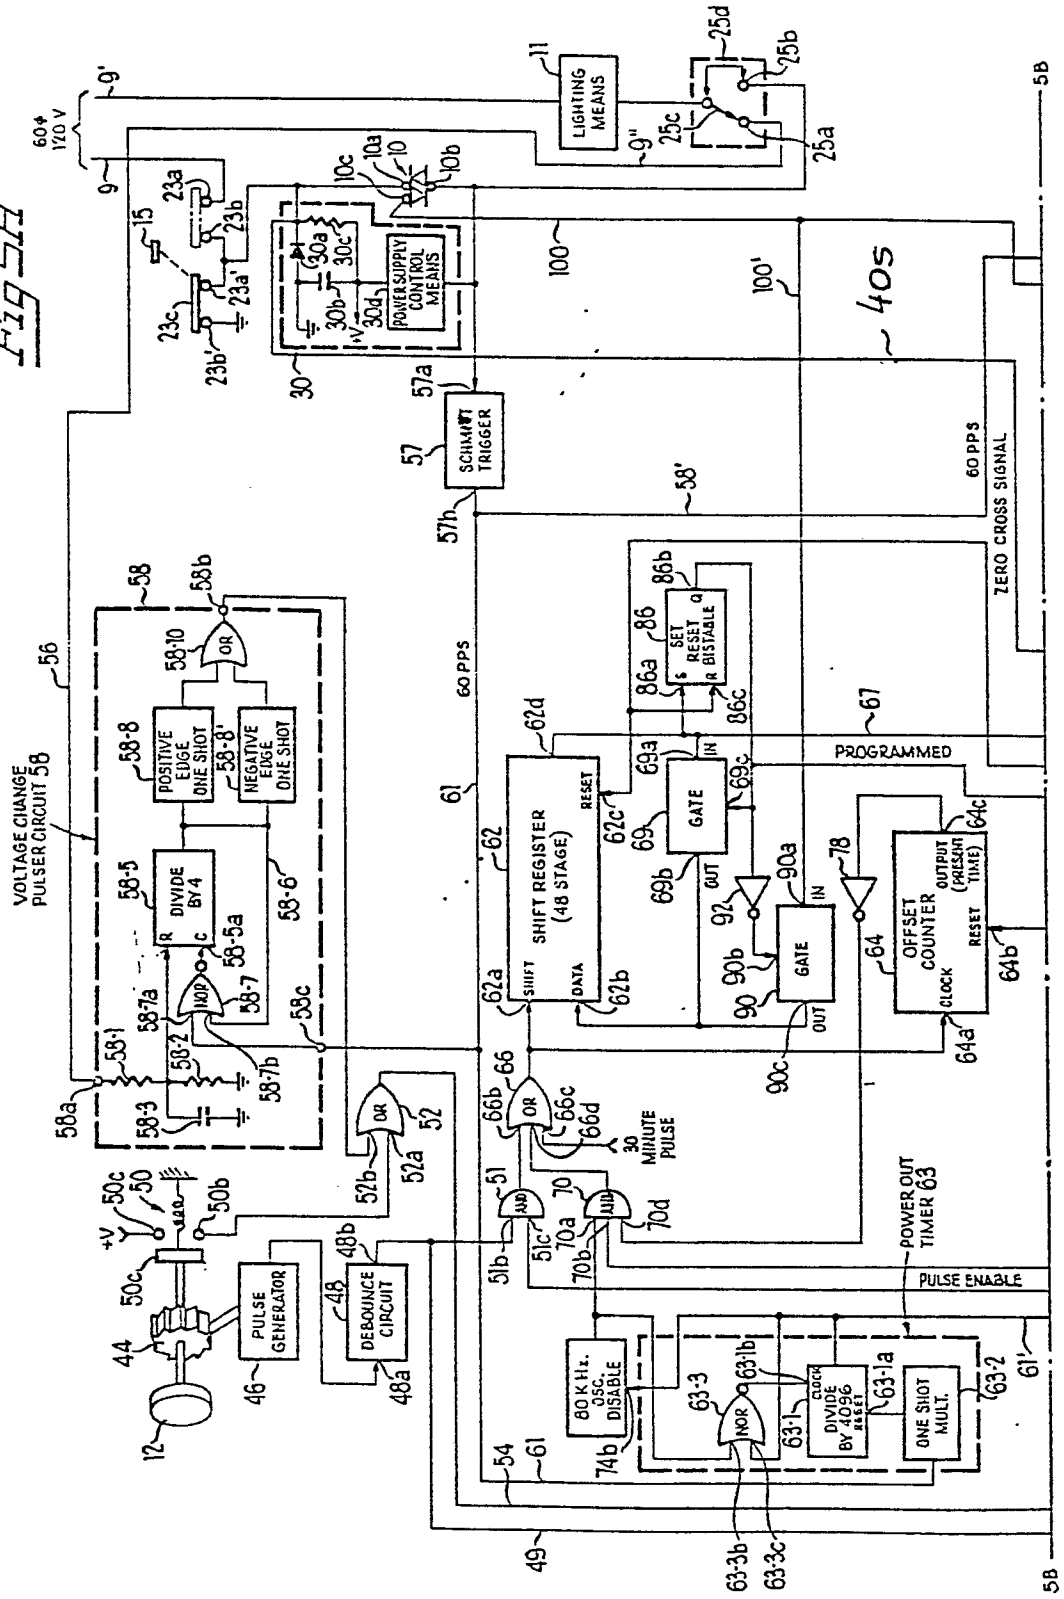 Fig 5A
60ф
120 V
9
9'
15
23a
23b
23c
23a'
23b'
VOLTAGE CHANGE
PULSER CIRCUIT 58
56
58
58a
58-1
58-2
58-3
58-7a
58-7b
58-7
NOR
58-5
R
C
DIVIDE
BY 4
58-5a
58-6
58-8
POSITIVE
EDGE
ONE SHOT
58-8'
NEGATIVE
EDGE
ONE SHOT
58-10
OR
58b
58c
10c
10a
10
10b
11
LIGHTING
MEANS
25d
25b
25c
25a
9"
30
30a
30b
30c
30d
+V
POWER SUPPLY
CONTROL
MEANS
100
100'
57
57a
57b
SCHMITT
TRIGGER
58'
60 PPS
40s
ZERO CROSS SIGNAL
12
44
50c
50
50c
+V
50b
46
PULSE
GENERATOR
48
48a
48b
DEBOUNCE
CIRCUIT
52b
52a
OR
52
61
60 PPS
62
62a
SHIFT
DATA
62b
SHIFT REGISTER
(48 STAGE)
62d
RESET
62c
86
86a
S
SET
RESET
BISTABLE
R
Q
86b
86c
69
69a
IN
GATE
69b
OUT
69c
67
PROGRAMMED
51
51b
51c
AND
66
66b
66c
66d
OR
30
MINUTE
PULSE
70
70a
70b
70d
AND
90
90a
90b
90c
GATE
IN
OUT
92
78
64
64a
CLOCK
OFFSET
COUNTER
OUTPUT
(PRESENT
TIME)
64c
RESET
64b
POWER OUT
TIMER 63
PULSE ENABLE
80 K Hz.
OSC.
DISABLE
74b
63-3
NOR
63-3b
63-3c
63-1b
63-1
CLOCK
DIVIDE
BY 4096
RESET
63-1a
ONE SHOT
MULT.
63-2
61'
61
54
49
5B
5B